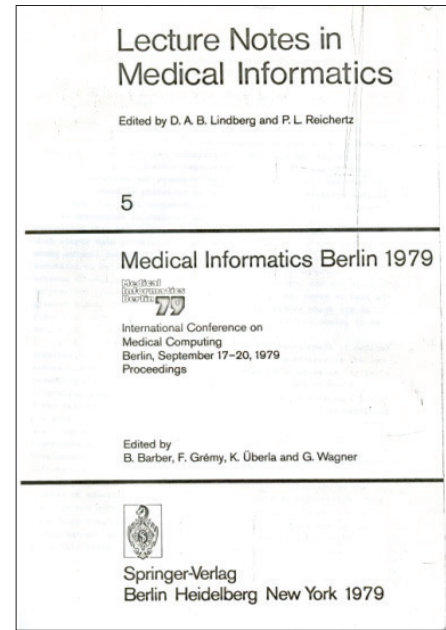 Lecture Notes in
Medical Informatics
Edited by D. A. B. Lindberg and P. L. Reichertz
5
Medical Informatics Berlin 1979
Medical
Informatics
Berlin 79
International Conference on
Medical Computing
Berlin, September 17–20, 1979
Proceedings
Edited by
B. Barber, F. Grémy, K. Überla and G. Wagner
Springer-Verlag
Berlin Heidelberg New York 1979